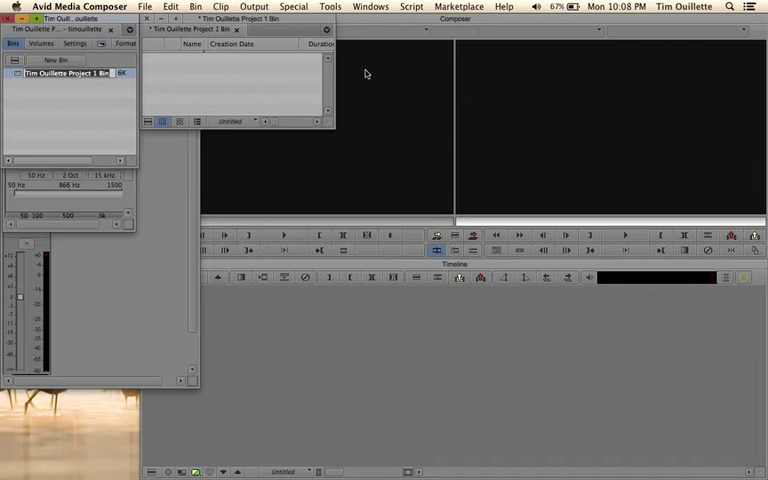 Avid Media Composer File Edit Bin Clip Output Special Tools Windows Script Marketplace Help 67% Mon 10:08 PM Tim Ouillette
Tim Ouil...ouillette
* Tim Ouillette Project 1 Bin
Composer
Tim Ouillette P... - timouillette
* Tim Ouillette Project 1 Bin
Bins Volumes Settings Format
Name Creation Date Duration
New Bin
Tim Ouillette Project 1 Bin 6K
Untitled
50 Hz 2 Oct 15 kHz
50 Hz 866 Hz 1500
50 100 500 3k
Timeline
Untitled